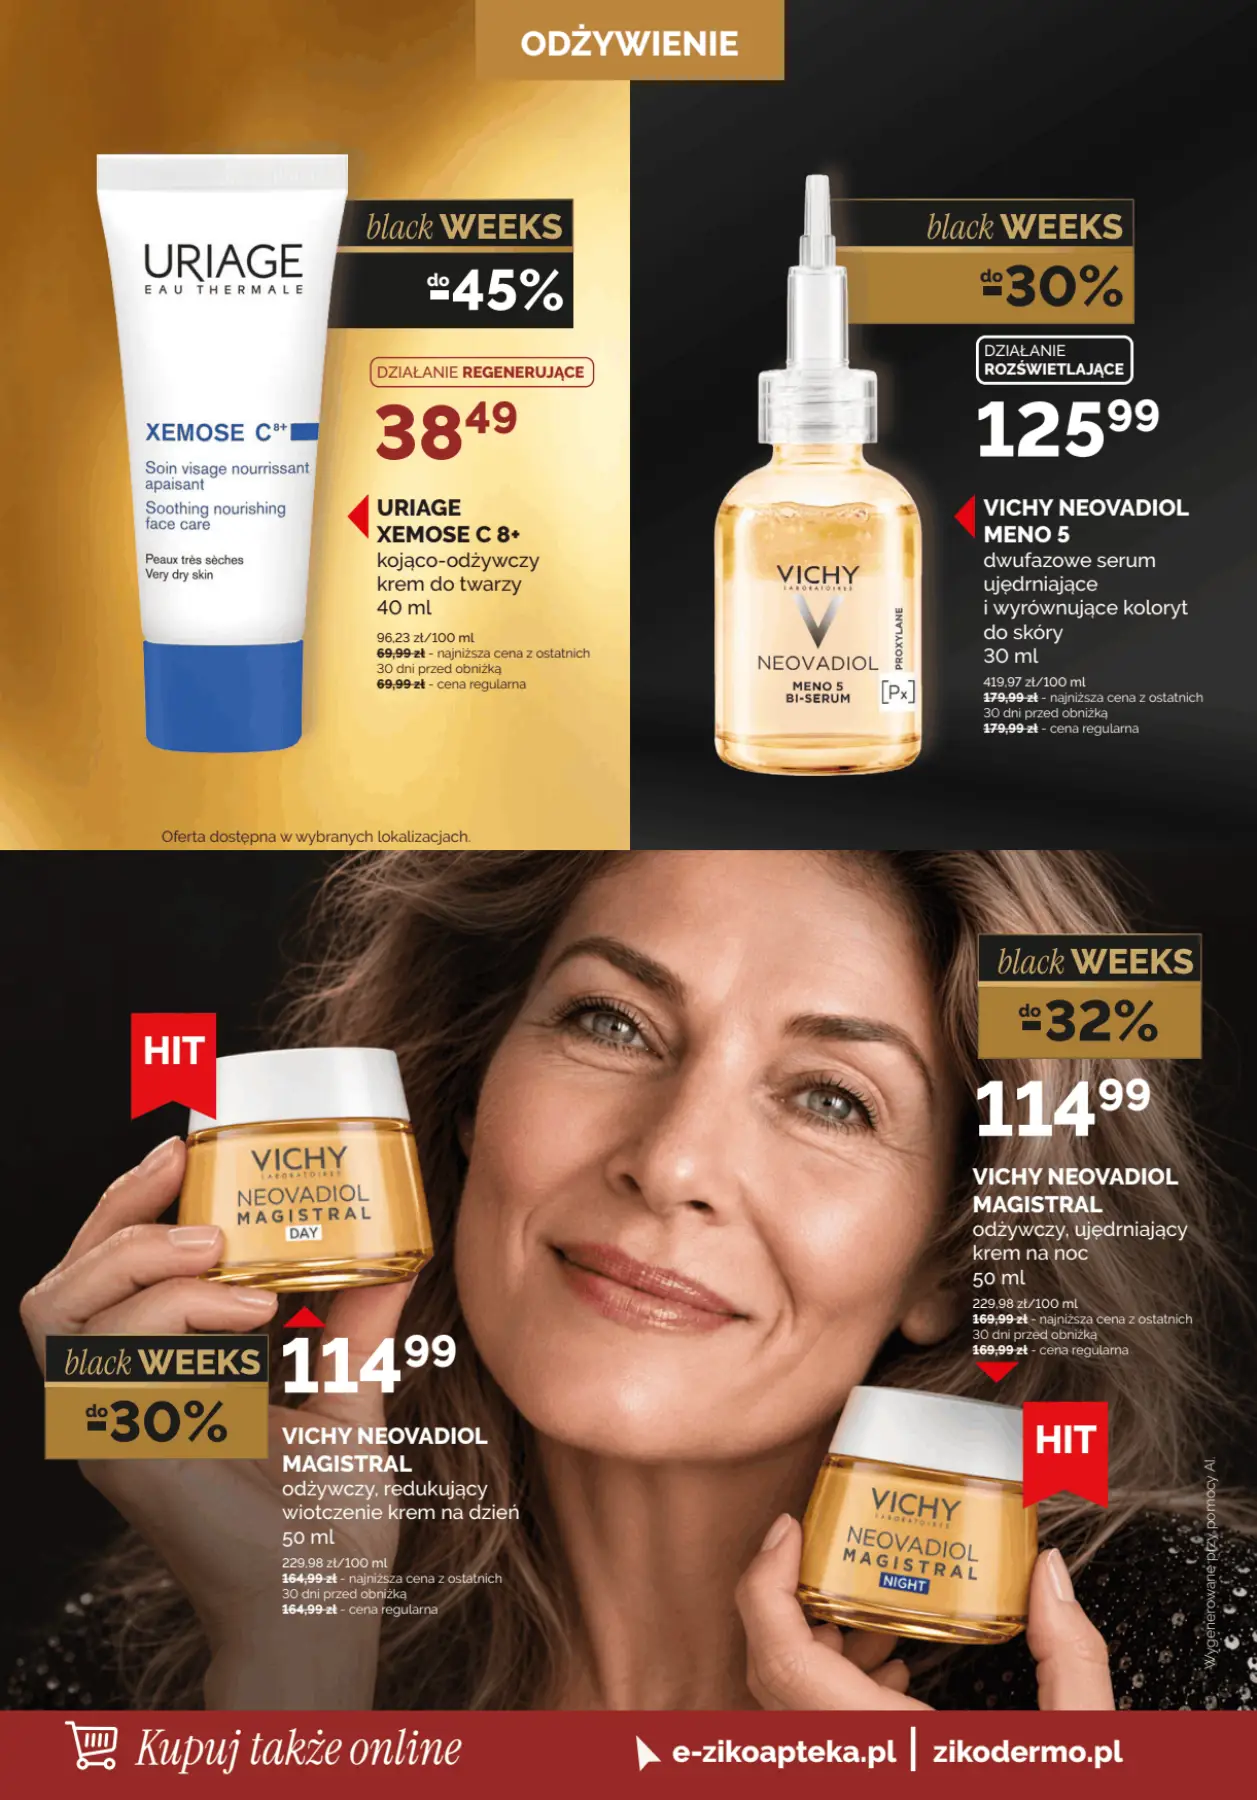 ODŻYWIENIE
URIAGE
EAU THERMALE
XEMOSE C8+
Soin visage nourrissant
apaisant
Soothing nourishing
face care
Peaux très sèches
Very dry skin
black WEEKS
do
-45%
DZIAŁANIE REGENERUJĄCE
38 49
URIAGE
XEMOSE C 8+
kojąco-odżywczy
krem do twarzy
40 ml
96,23 zł/100 ml
69,99 zł - najniższa cena z ostatnich
30 dni przed obniżką
69,99 zł - cena regularna
Oferta dostępna w wybranych lokalizacjach.
VICHY
LABORATOIRES
NEOVADIOL
MENO 5
BI-SERUM
PROXYLANE
[Px]
black WEEKS
do
-30%
DZIAŁANIE
ROZŚWIETLAJĄCE
125 99
VICHY NEOVADIOL
MENO 5
dwufazowe serum
ujędrniające
i wyrównujące koloryt
do skóry
30 ml
419,97 zł/100 ml
179,99 zł - najniższa cena z ostatnich
30 dni przed obniżką
179,99 zł - cena regularna
HIT
VICHY
LABORATOIRES
NEOVADIOL
MAGISTRAL
DAY
black WEEKS
do
-30%
114 99
VICHY NEOVADIOL
MAGISTRAL
odżywczy, redukujący
wiotczenie krem na dzień
50 ml
229,98 zł/100 ml
164,99 zł - najniższa cena z ostatnich
30 dni przed obniżką
164,99 zł - cena regularna
black WEEKS
do
-32%
114 99
VICHY NEOVADIOL
MAGISTRAL
odżywczy, ujędrniający
krem na noc
50 ml
229,98 zł/100 ml
169,99 zł - najniższa cena z ostatnich
30 dni przed obniżką
169,99 zł - cena regularna
HIT
VICHY
LABORATOIRES
NEOVADIOL
MAGISTRAL
NIGHT
Wygenerowane przy pomocy AI.
Kupuj także online
e-zikoapteka.pl | zikodermo.pl